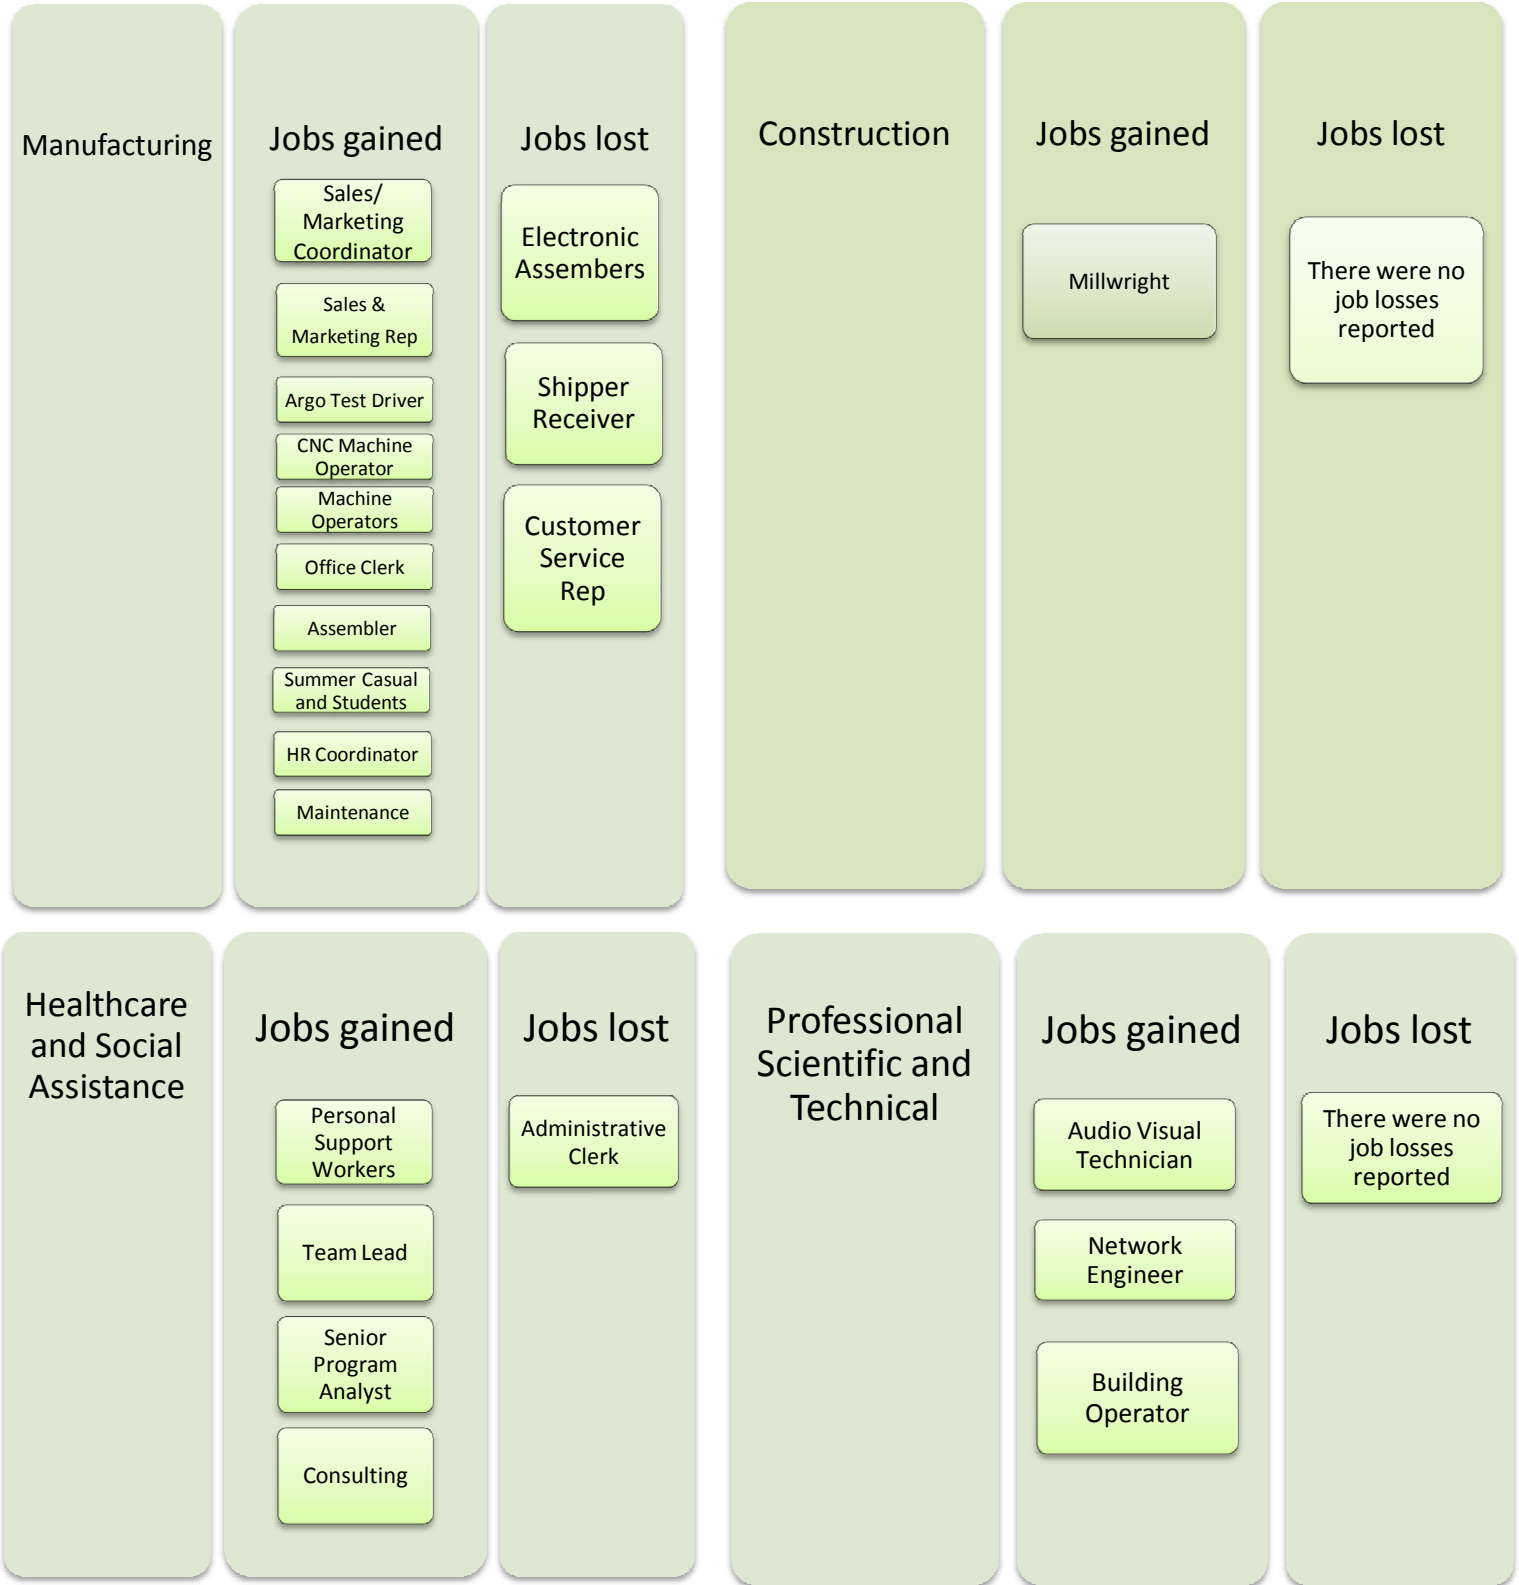 Manufacturing
Jobs gained
Sales/
Marketing
Coordinator
Sales &
Marketing Rep
Argo Test Driver
CNC Machine
Operator
Machine
Operators
Office Clerk
Assembler
Summer Casual
and Students
HR Coordinator
Maintenance
Jobs lost
Electronic
Assembers
Shipper
Receiver
Customer
Service
Rep
Construction
Jobs gained
Millwright
Jobs lost
There were no
job losses
reported
Healthcare
and Social
Assistance
Jobs gained
Personal
Support
Workers
Team Lead
Senior
Program
Analyst
Consulting
Jobs lost
Administrative
Clerk
Professional
Scientific and
Technical
Jobs gained
Audio Visual
Technician
Network
Engineer
Building
Operator
Jobs lost
There were no
job losses
reported